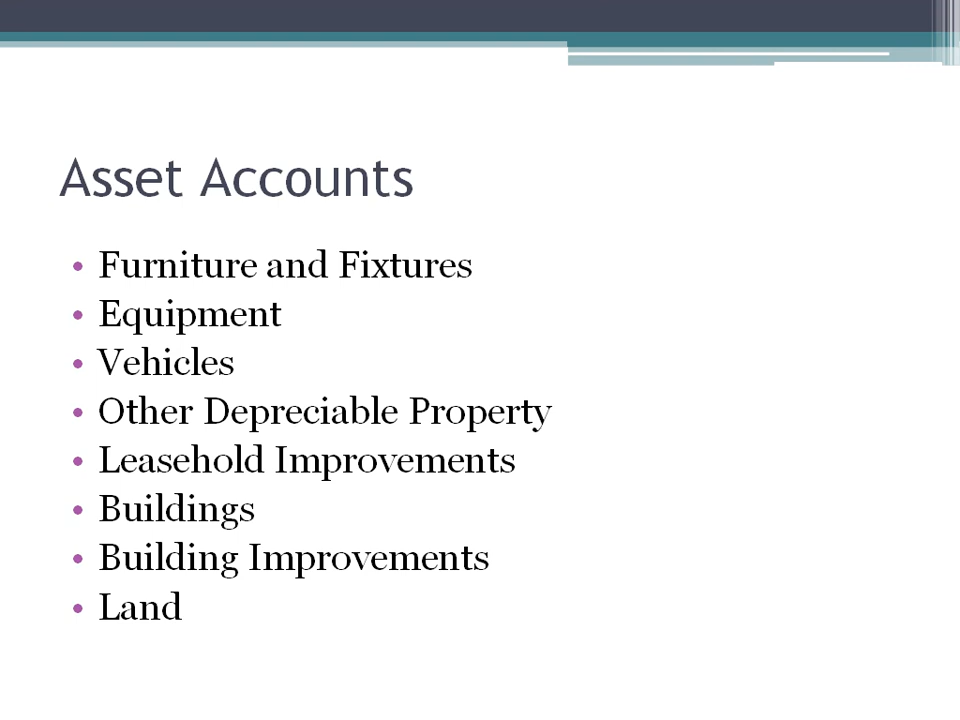 Asset Accounts
• Furniture and Fixtures
• Equipment
• Vehicles
• Other Depreciable Property
• Leasehold Improvements
• Buildings
• Building Improvements
• Land